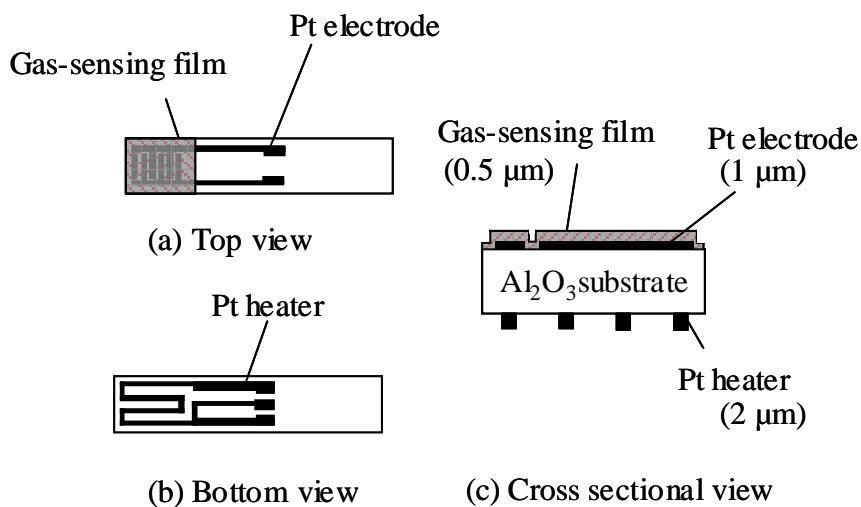 Pt electrode
Gas-sensing film
(a) Top view
Pt heater
(b) Bottom view
Gas-sensing film
(0.5 μm)
Pt electrode
(1 μm)
Al₂O₃substrate
Pt heater
(2 μm)
(c) Cross sectional view